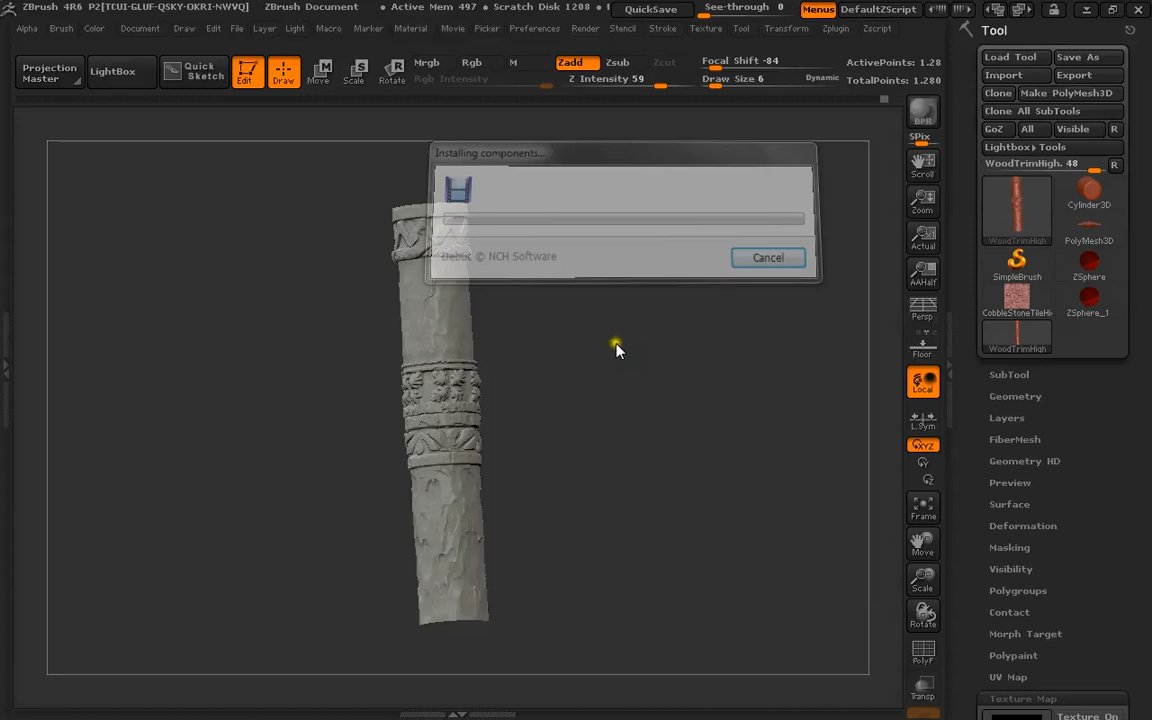 ZBrush 4R6 P2[TCUI-GLUF-QSKY-OKRI-NWVQ] ZBrush Document • Active Mem 497 • Scratch Disk 1208 • QuickSave See-through 0 Menus DefaultZScript
Alpha Brush Color Document Draw Edit File Layer Light Macro Marker Material Movie Picker Preferences Render Stencil Stroke Texture Tool Transform Zplugin Zscript
Projection Master LightBox Quick Sketch Edit Draw Move Scale Rotate
Mrgb Rgb M Zadd Zsub Zcut Focal Shift -84 ActivePoints: 1.28
Rgb Intensity Z Intensity 59 Draw Size 6 Dynamic TotalPoints: 1.280
Installing components...
Debut © NCH Software
Cancel
BPR
SPix
Scroll
Zoom
Actual
AAHalf
Persp
Floor
Local
L.Sym
XYZ
Frame
Move
Scale
Rotate
PolyF
Transp
Tool
Load Tool Save As
Import Export
Clone Make PolyMesh3D
Clone All SubTools
GoZ All Visible R
Lightbox▸Tools
WoodTrimHigh. 48 R
Cylinder3D
WoodTrimHigh PolyMesh3D
SimpleBrush ZSphere
CobbleStoneTileHi ZSphere_1
WoodTrimHigh
SubTool
Geometry
Layers
FiberMesh
Geometry HD
Preview
Surface
Deformation
Masking
Visibility
Polygroups
Contact
Morph Target
Polypaint
UV Map
Texture Map
Texture On